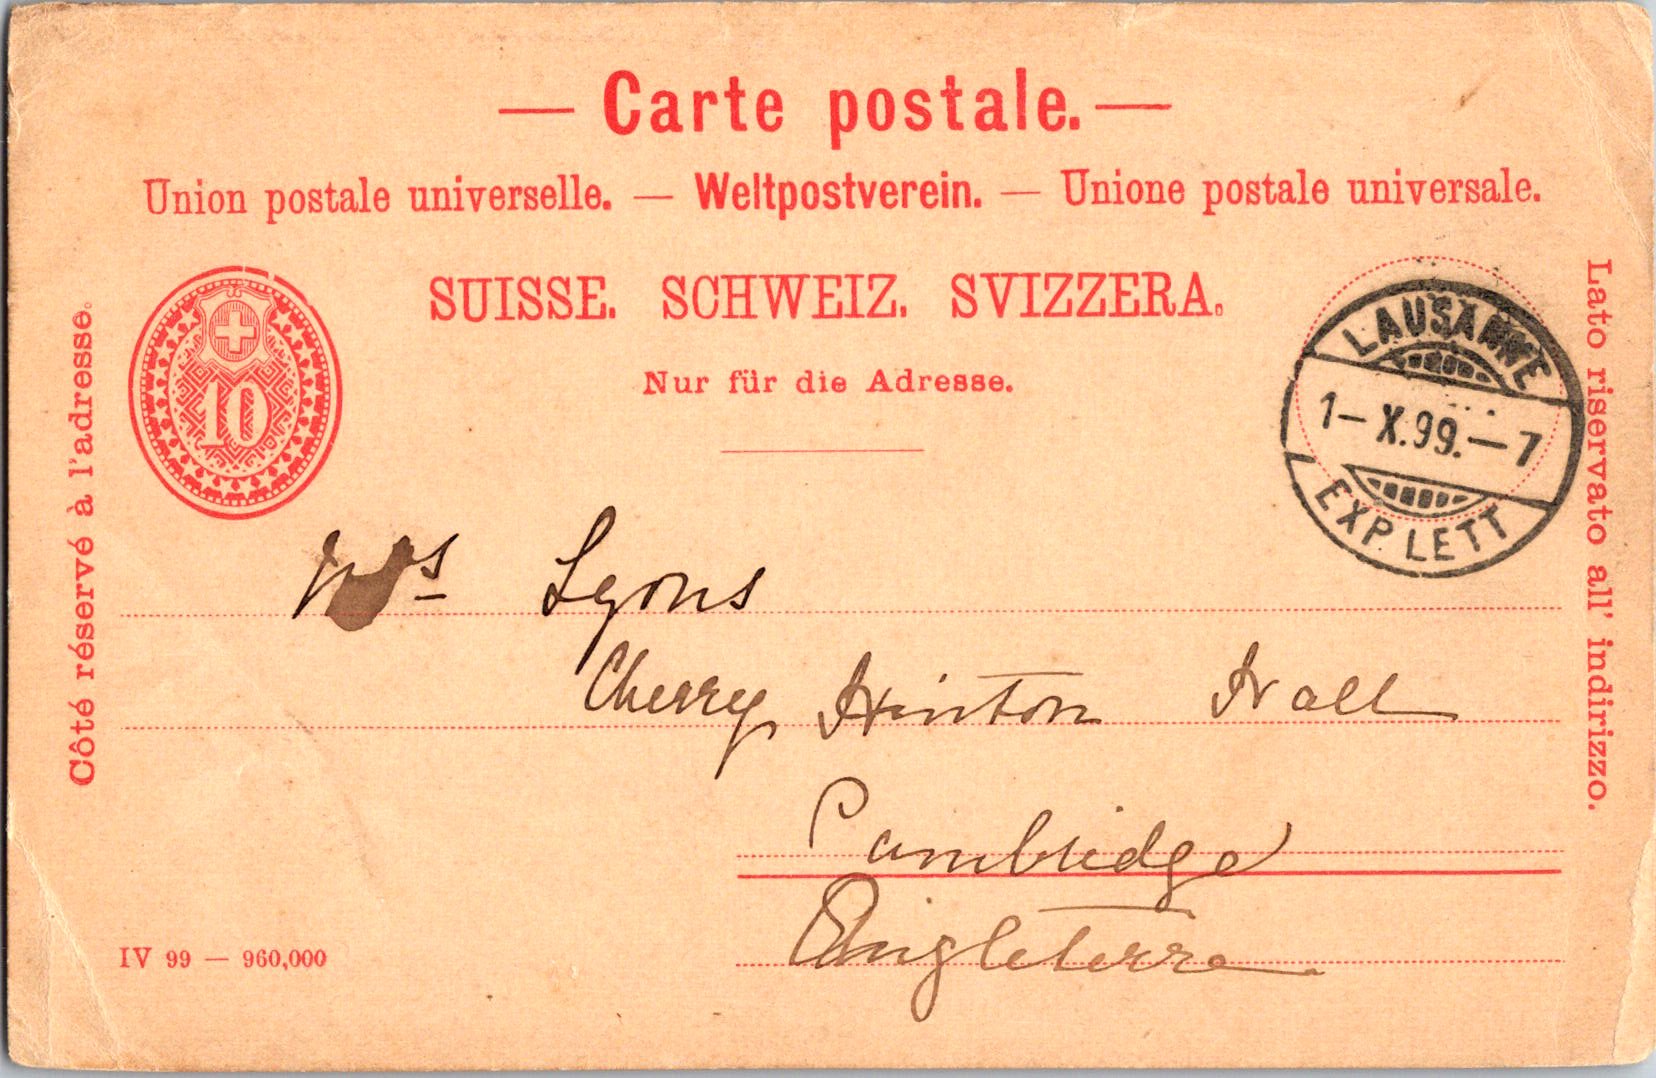 — Carte postale. —
Union postale universelle. — Weltpostverein. — Unione postale universale.
SUISSE. SCHWEIZ. SVIZZERA.
Nur für die Adresse.
10
Côté réservé à l'adresse.
Lato riservato all' indirizzo.
LAUSANNE
1-X.99.-7
EXP. LETT
Mrs Lyons
Cherry Hinton Hall
Cambridge
Angleterre
IV 99 — 960,000